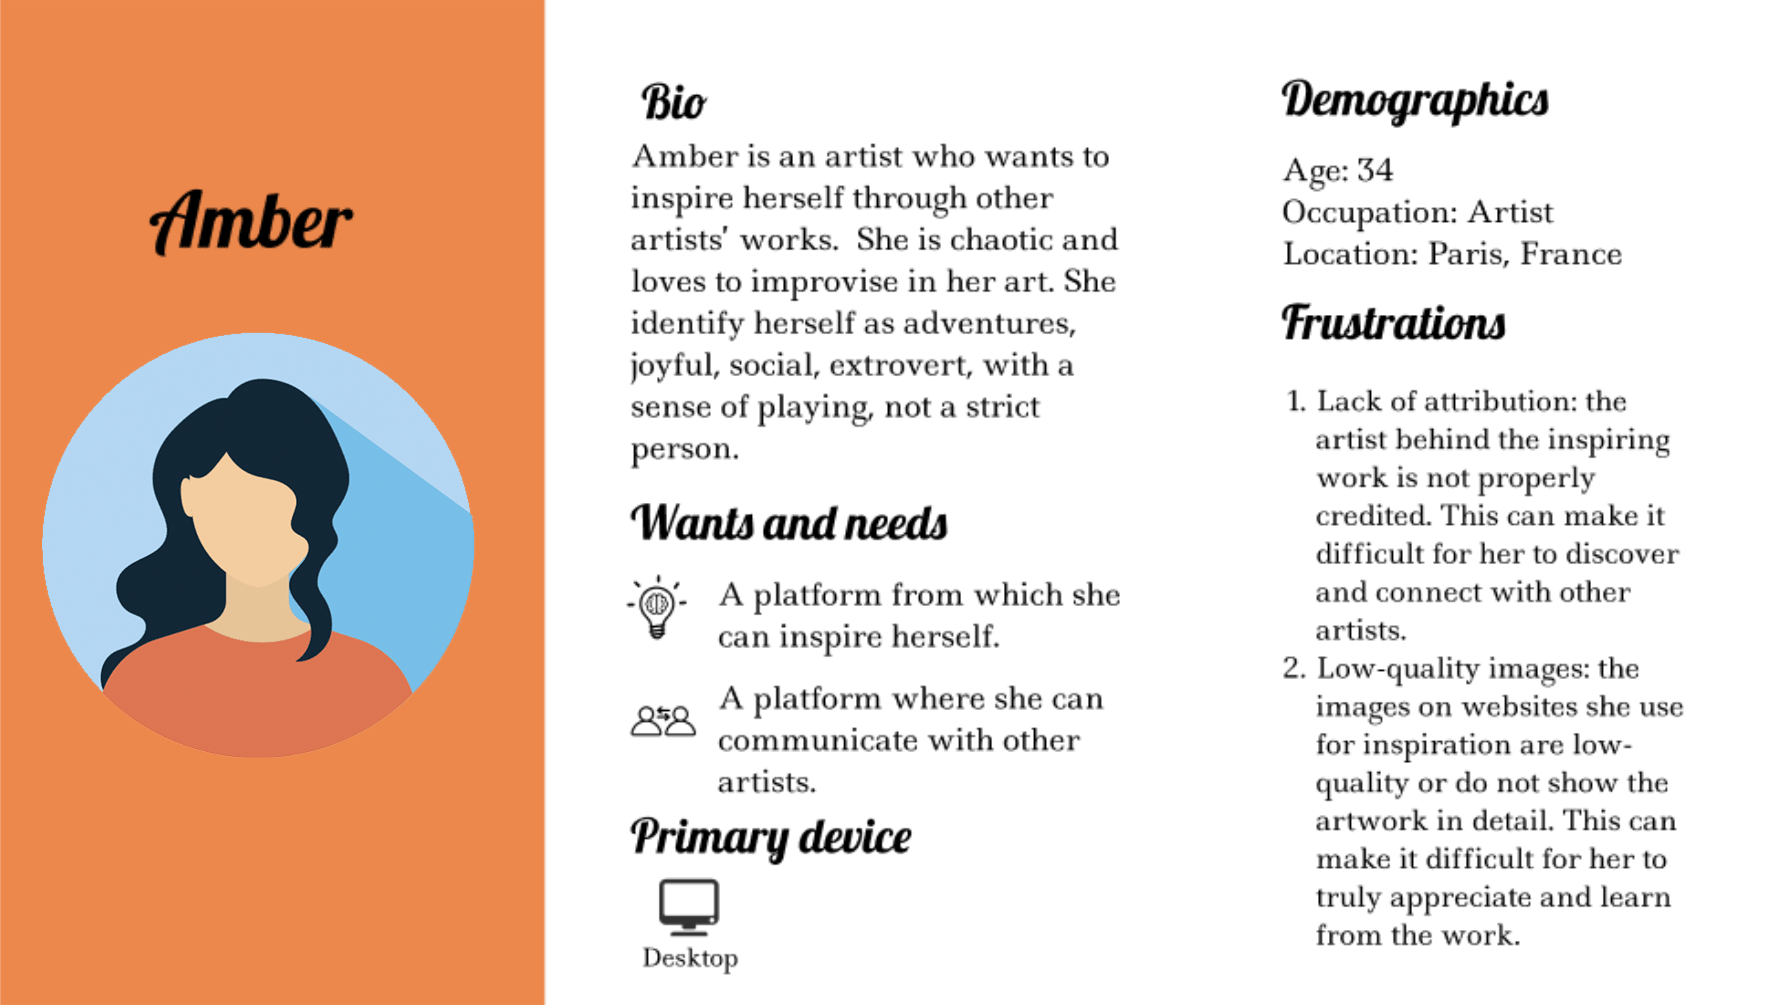 Amber
Bio
Amber is an artist who wants to
inspire herself through other
artists' works.  She is chaotic and
loves to improvise in her art. She
identify herself as adventures,
joyful, social, extrovert, with a
sense of playing, not a strict
person.
Wants and needs
A platform from which she
can inspire herself.
A platform where she can
communicate with other
artists.
Primary device
Desktop
Demographics
Age: 34
Occupation: Artist
Location: Paris, France
Frustrations
1. Lack of attribution: the
artist behind the inspiring
work is not properly
credited. This can make it
difficult for her to discover
and connect with other
artists.
2. Low-quality images: the
images on websites she use
for inspiration are low-
quality or do not show the
artwork in detail. This can
make it difficult for her to
truly appreciate and learn
from the work.